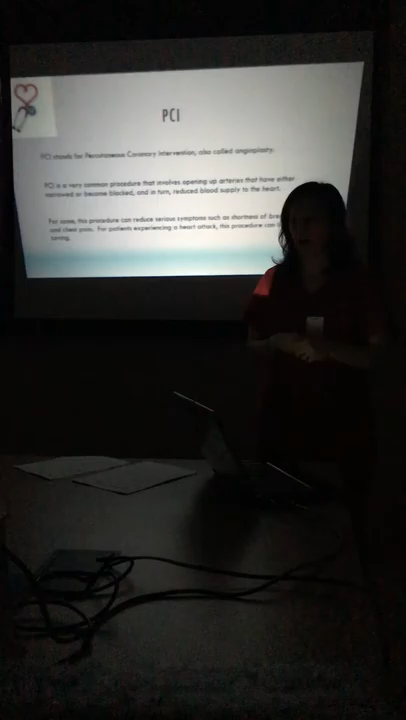 PCI
PCI stands for Percutaneous Coronary Intervention, also called angioplasty.
PCI is a very common procedure that involves opening up arteries that have either
narrowed or become blocked, and in turn, reduced blood supply to the heart.
For some, this procedure can reduce serious symptoms such as shortness of
and chest pain. For patients experiencing a heart attack, this procedure can
saving.